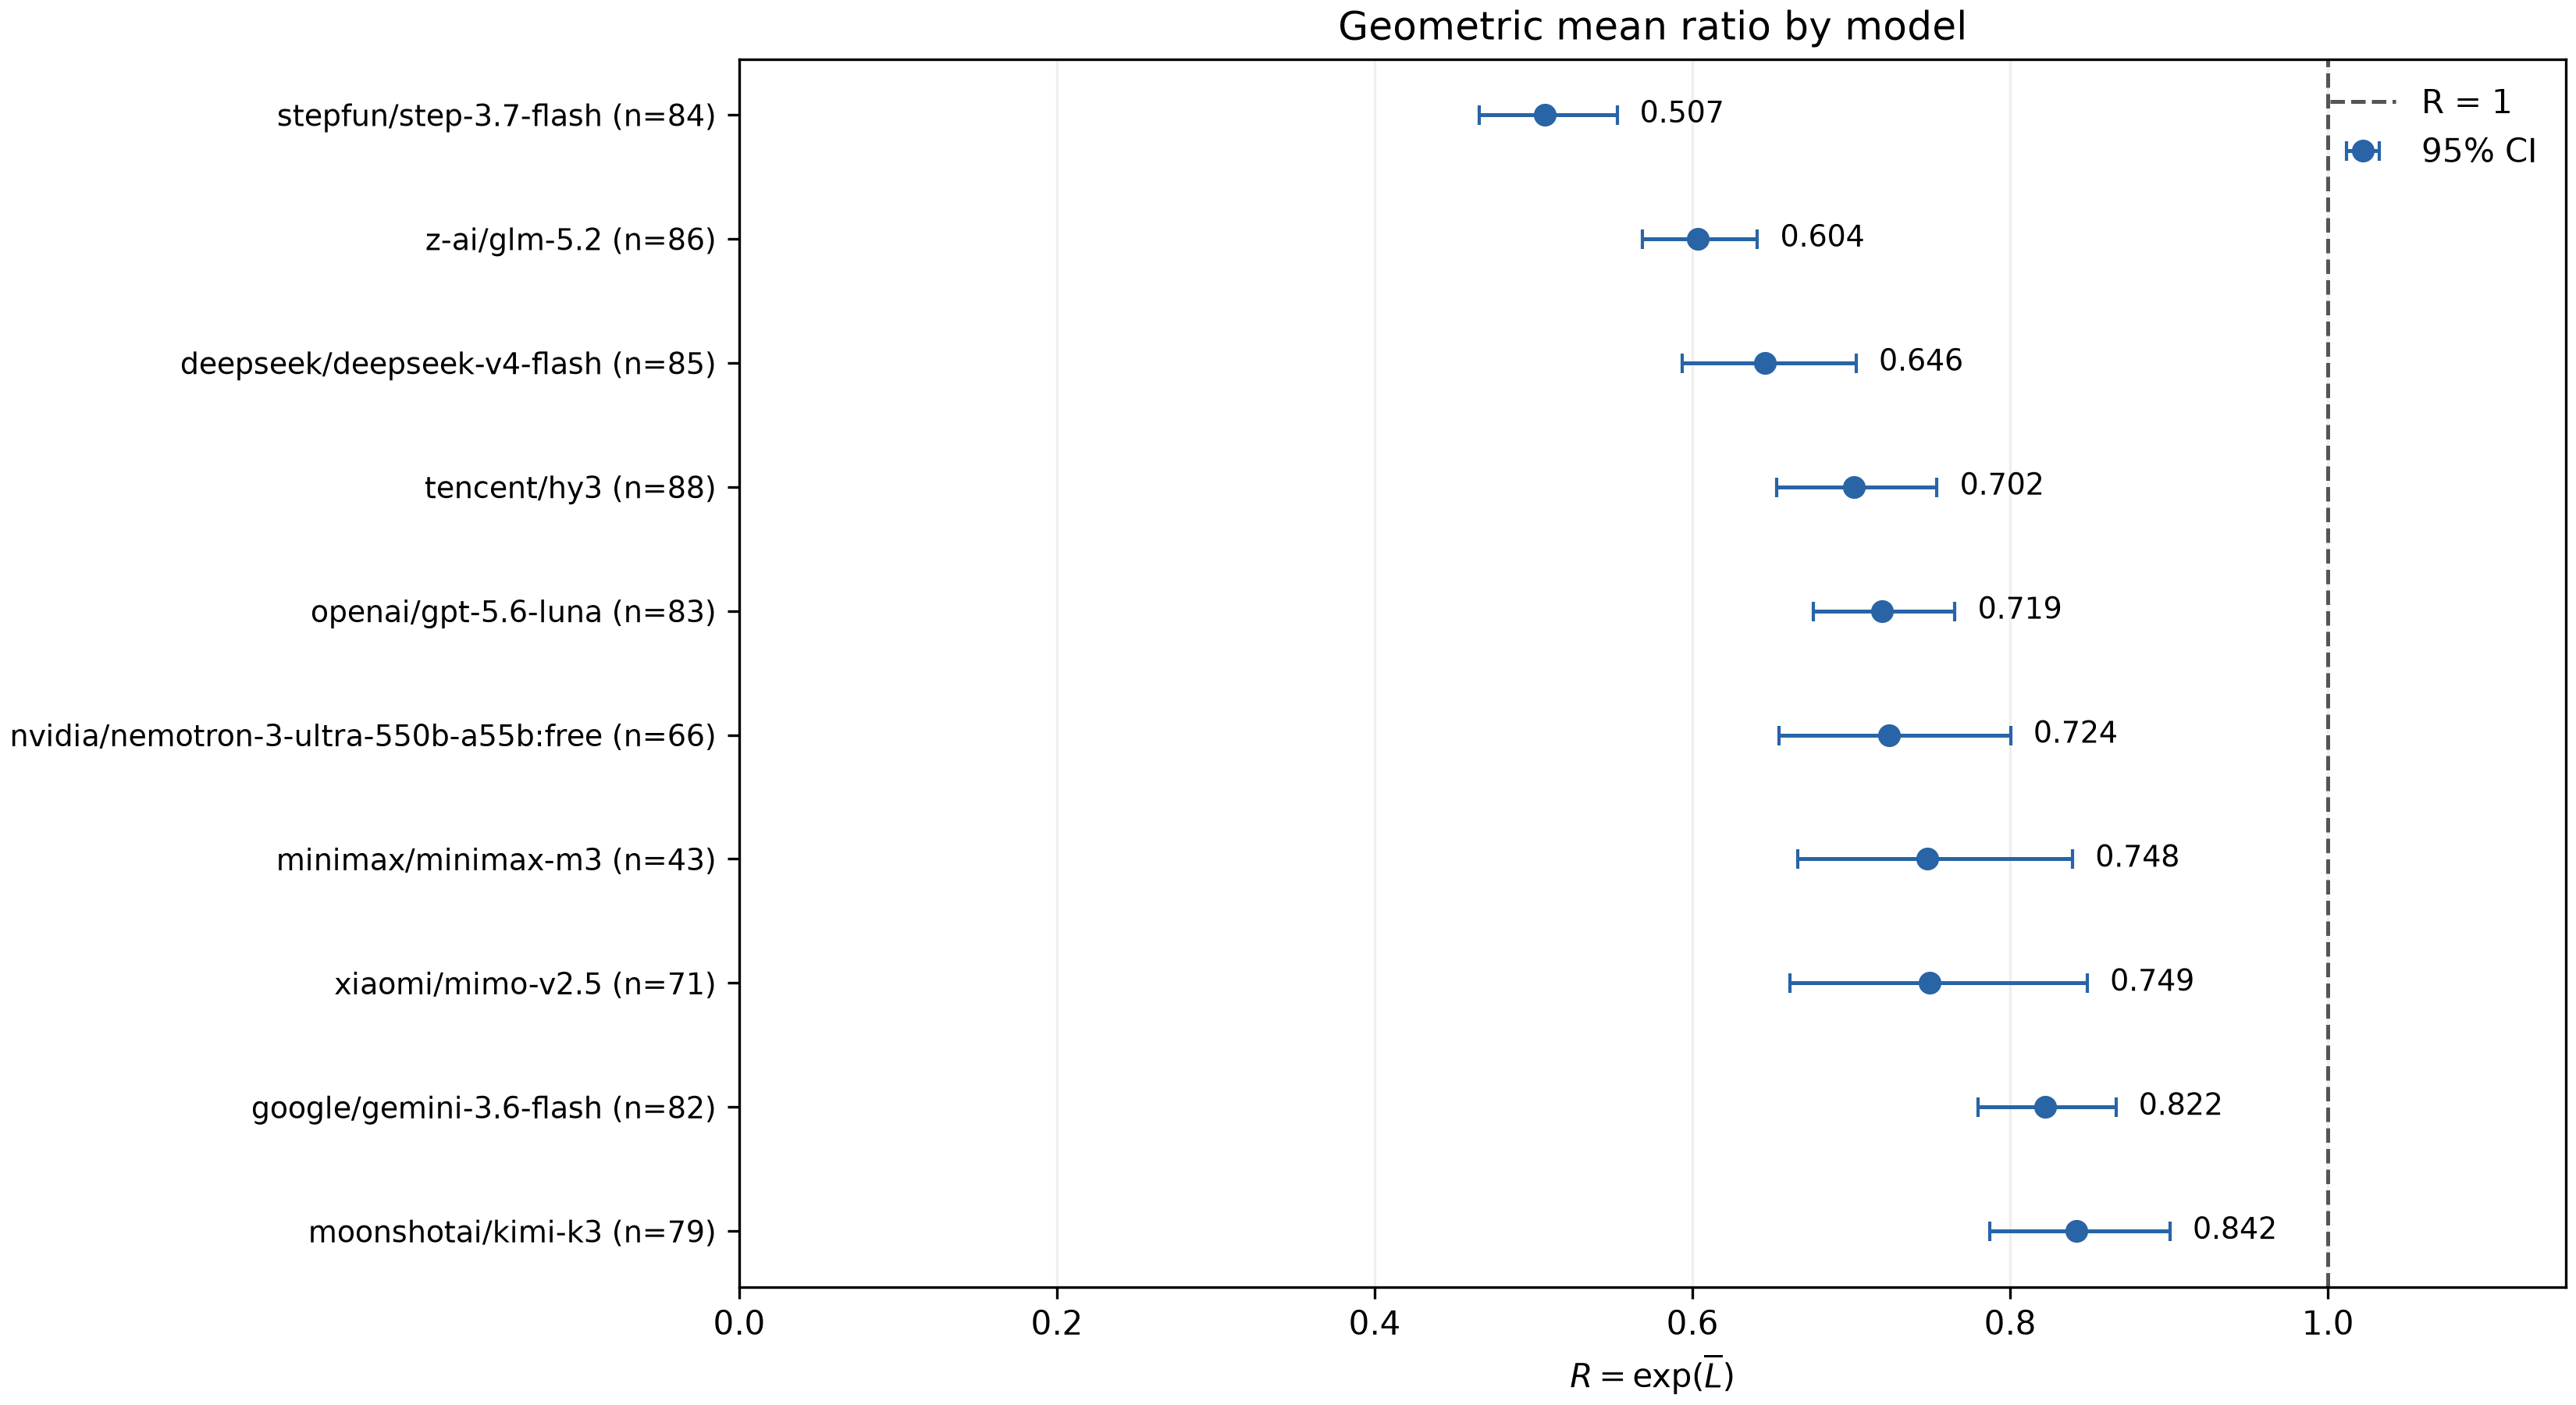 Geometric mean ratio by model
R = 1
95% CI
stepfun/step-3.7-flash (n=84)
0.507
z-ai/glm-5.2 (n=86)
0.604
deepseek/deepseek-v4-flash (n=85)
0.646
tencent/hy3 (n=88)
0.702
openai/gpt-5.6-luna (n=83)
0.719
nvidia/nemotron-3-ultra-550b-a55b:free (n=66)
0.724
minimax/minimax-m3 (n=43)
0.748
xiaomi/mimo-v2.5 (n=71)
0.749
google/gemini-3.6-flash (n=82)
0.822
moonshotai/kimi-k3 (n=79)
0.842
0.0 0.2 0.4 0.6 0.8 1.0
R = exp(L̅)